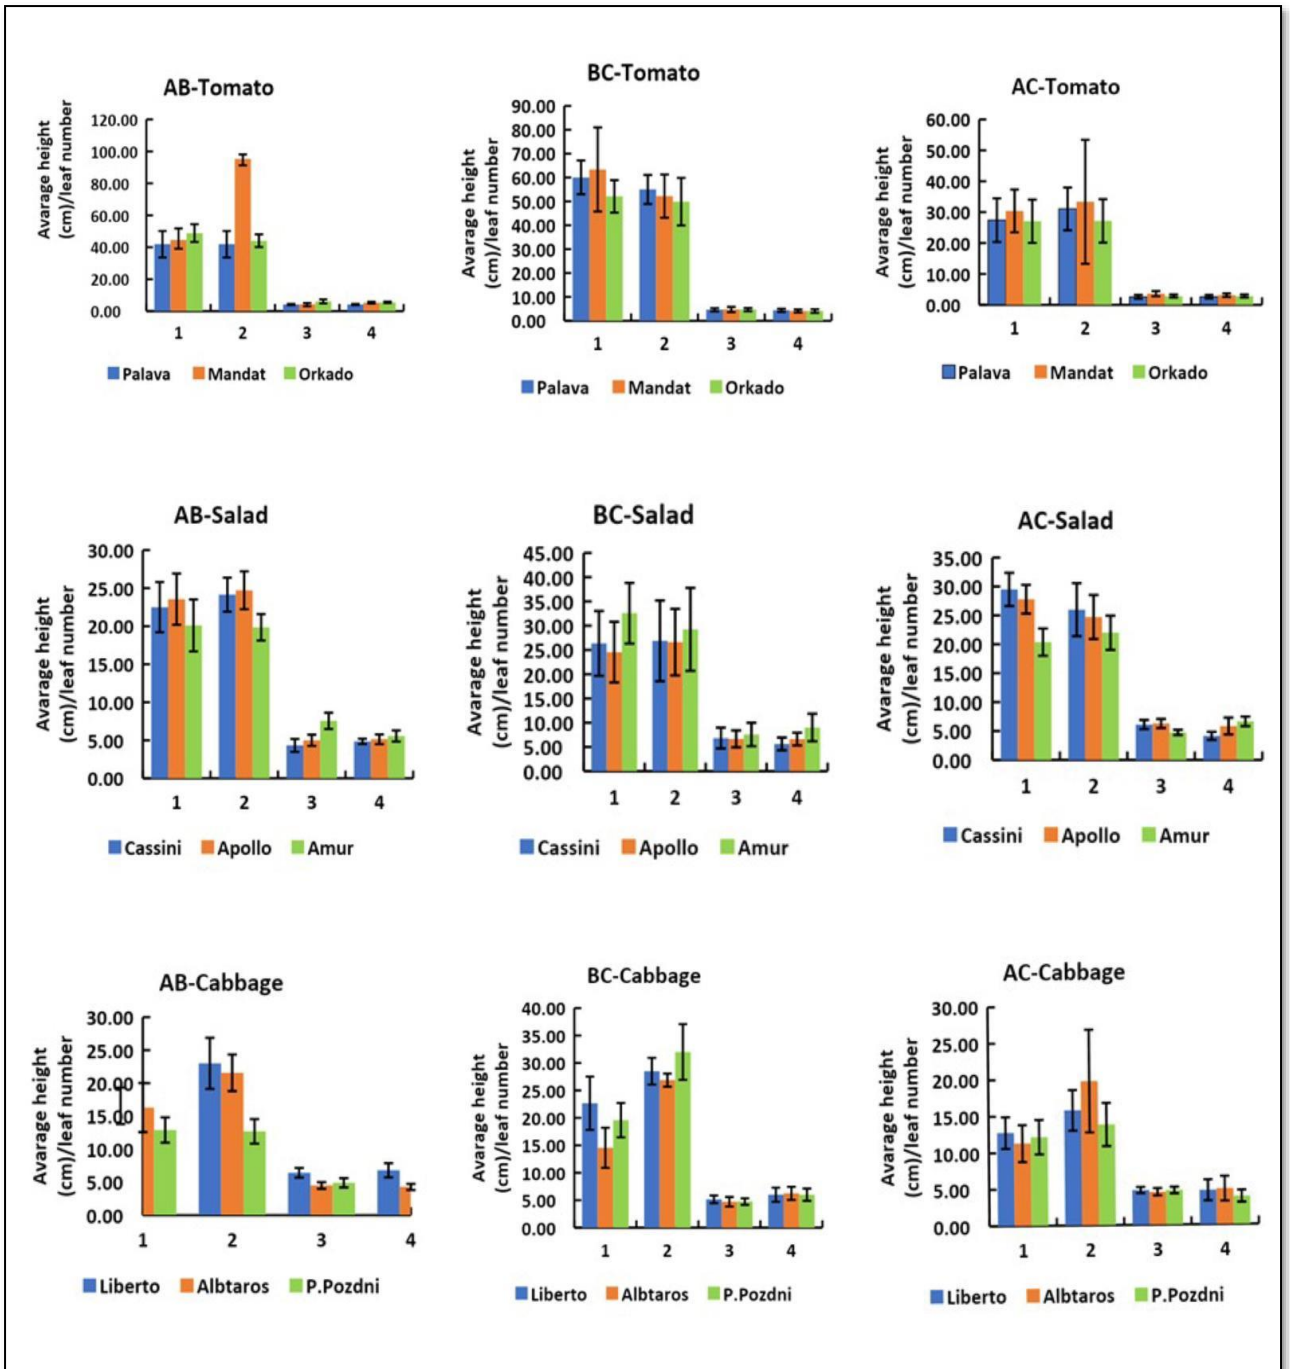 AB-Tomato
Avarage height
(cm)/leaf number
120.00
100.00
80.00
60.00
40.00
20.00
0.00
1 2 3 4
Palava Mandat Orkado
BC-Tomato
Avarage height
(cm)/leaf number
90.00
80.00
70.00
60.00
50.00
40.00
30.00
20.00
10.00
0.00
1 2 3 4
Palava Mandat Orkado
AC-Tomato
Avarage height
(cm)/leaf number
60.00
50.00
40.00
30.00
20.00
10.00
0.00
1 2 3 4
Palava Mandat Orkado
AB-Salad
Avarage height
(cm)/leaf number
30.00
25.00
20.00
15.00
10.00
5.00
0.00
1 2 3 4
Cassini Apollo Amur
BC-Salad
Avarage height
(cm)/leaf number
45.00
40.00
35.00
30.00
25.00
20.00
15.00
10.00
5.00
0.00
1 2 3 4
Cassini Apollo Amur
AC-Salad
Avarage height
(cm)/leaf number
35.00
30.00
25.00
20.00
15.00
10.00
5.00
0.00
1 2 3 4
Cassini Apollo Amur
AB-Cabbage
Avarage height
(cm)/leaf number
30.00
25.00
20.00
15.00
10.00
5.00
0.00
1 2 3 4
Liberto Albtaros P.Pozdni
BC-Cabbage
Avarage height
(cm)/leaf number
40.00
35.00
30.00
25.00
20.00
15.00
10.00
5.00
0.00
1 2 3 4
Liberto Albtaros P.Pozdni
AC-Cabbage
Avarage height
(cm)/leaf number
30.00
25.00
20.00
15.00
10.00
5.00
0.00
1 2 3 4
Liberto Albtaros P.Pozdni